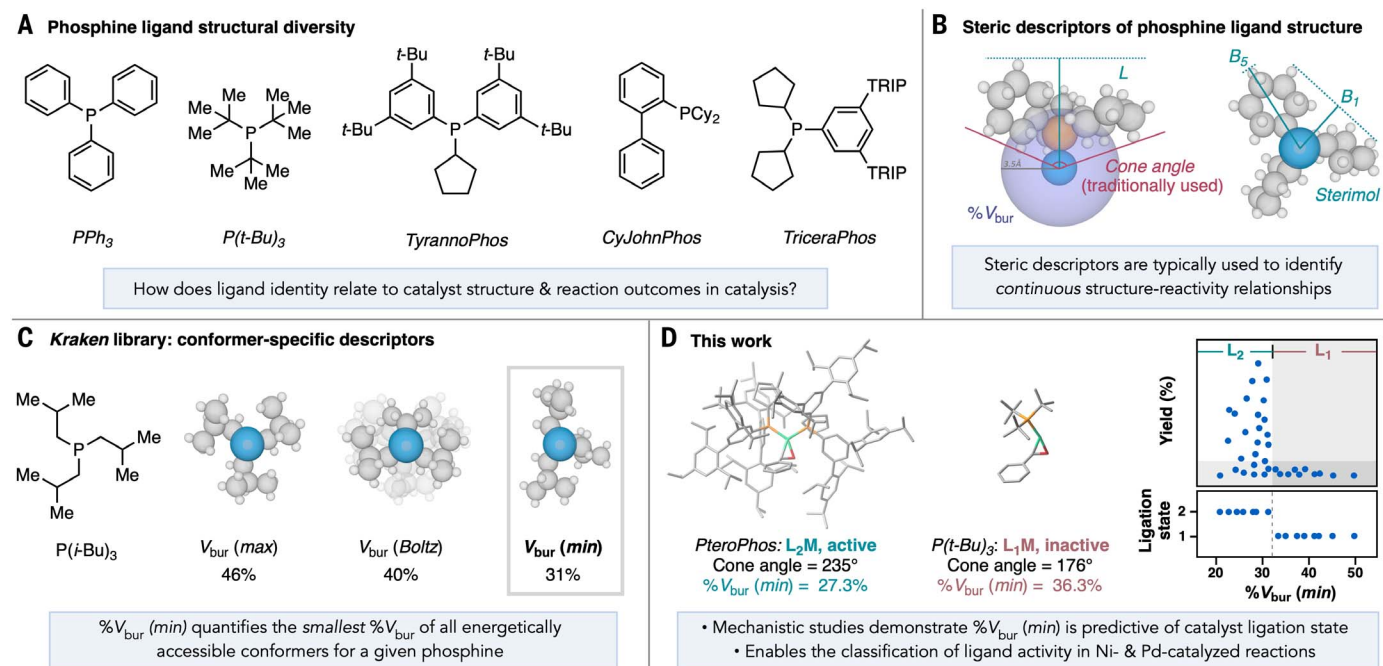 A Phosphine ligand structural diversity
P
PPh3
Me
Me
Me
Me
Me
Me
P
Me
Me
Me
P(t-Bu)3
t-Bu
t-Bu
t-Bu
t-Bu
P
TyrannoPhos
PCy2
CyJohnPhos
TRIP
P
TRIP
TriceraPhos
How does ligand identity relate to catalyst structure & reaction outcomes in catalysis?
B Steric descriptors of phosphine ligand structure
L
3.5Å
Cone angle
(traditionally used)
%Vbur
B5
B1
Sterimol
Steric descriptors are typically used to identify
continuous structure-reactivity relationships
C Kraken library: conformer-specific descriptors
Me
Me
Me
P
Me
Me
Me
P(i-Bu)3
Vbur (max)
46%
Vbur (Boltz)
40%
Vbur (min)
31%
%Vbur (min) quantifies the smallest %Vbur of all energetically
accessible conformers for a given phosphine
D This work
PteroPhos: L2M, active
Cone angle = 235°
%Vbur (min) = 27.3%
P(t-Bu)3: L1M, inactive
Cone angle = 176°
%Vbur (min) = 36.3%
L2
L1
Yield (%)
Ligation
state
2
1
20 30 40 50
%Vbur (min)
• Mechanistic studies demonstrate %Vbur (min) is predictive of catalyst ligation state
• Enables the classification of ligand activity in Ni- & Pd-catalyzed reactions